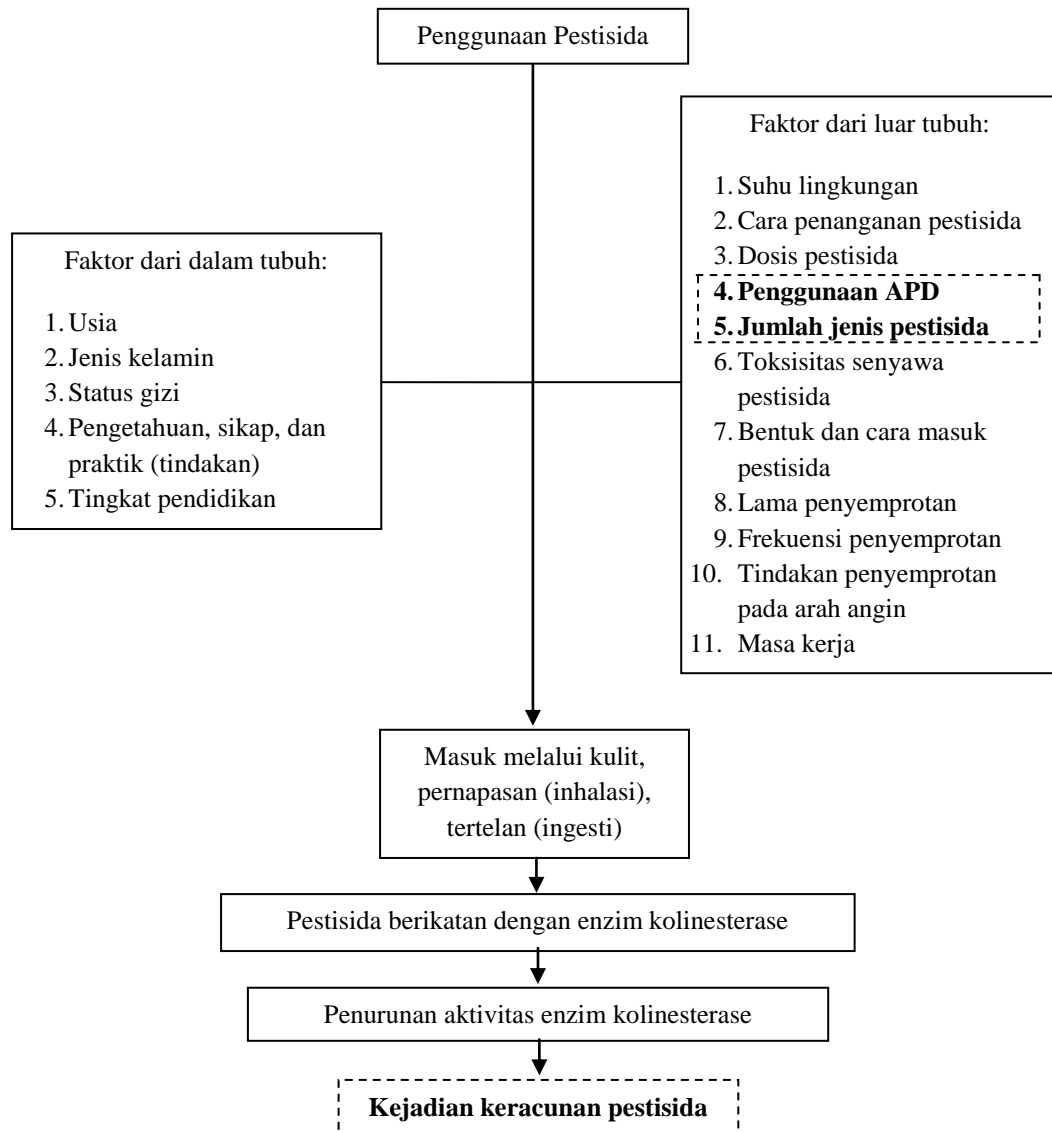 Penggunaan Pestisida
Faktor dari luar tubuh:
1. Suhu lingkungan
2. Cara penanganan pestisida
3. Dosis pestisida
4. Penggunaan APD
5. Jumlah jenis pestisida
6. Toksisitas senyawa
pestisida
7. Bentuk dan cara masuk
pestisida
8. Lama penyemprotan
9. Frekuensi penyemprotan
10. Tindakan penyemprotan
pada arah angin
11. Masa kerja
Faktor dari dalam tubuh:
1. Usia
2. Jenis kelamin
3. Status gizi
4. Pengetahuan, sikap, dan
praktik (tindakan)
5. Tingkat pendidikan
Masuk melalui kulit,
pernapasan (inhalasi),
tertelan (ingesti)
Pestisida berikatan dengan enzim kolinesterase
Penurunan aktivitas enzim kolinesterase
Kejadian keracunan pestisida